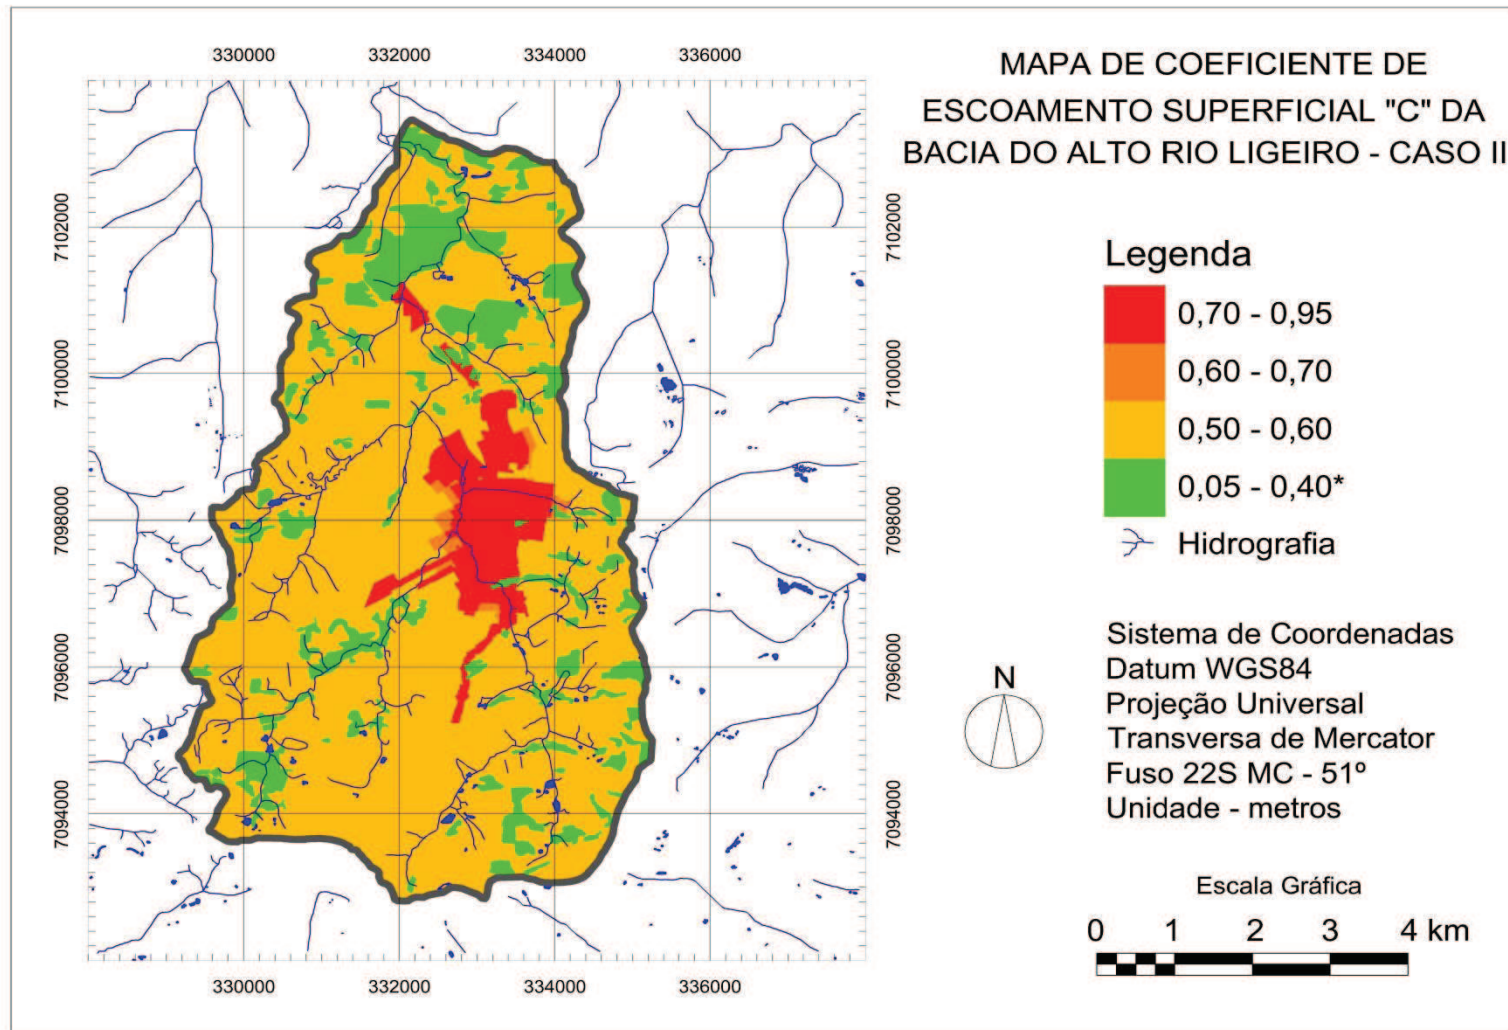 330000 332000 334000 336000
MAPA DE COEFICIENTE DE
ESCOAMENTO SUPERFICIAL "C" DA
BACIA DO ALTO RIO LIGEIRO - CASO II
7102000
7100000
7098000
7096000
7094000
7102000
7100000
7098000
7096000
7094000
330000 332000 334000 336000
Legenda
0,70 - 0,95
0,60 - 0,70
0,50 - 0,60
0,05 - 0,40*
Hidrografia
N
Sistema de Coordenadas
Datum WGS84
Projeção Universal
Transversa de Mercator
Fuso 22S MC - 51º
Unidade - metros
Escala Gráfica
0 1 2 3 4 km